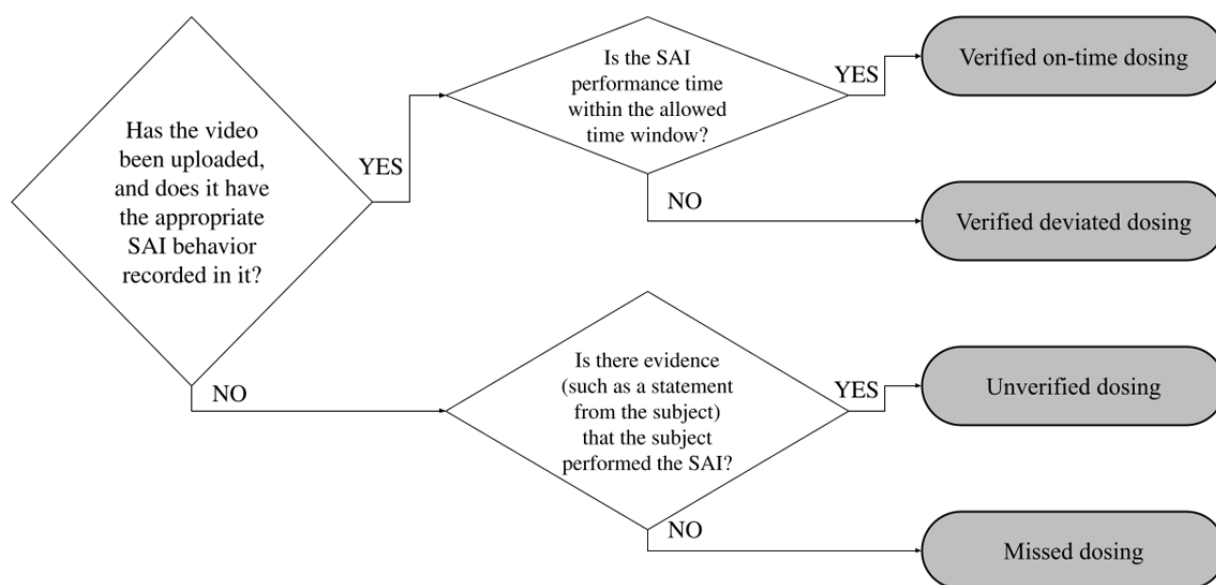 Has the video
been uploaded,
and does it have
the appropriate
SAI behavior
recorded in it?
YES
Is the SAI
performance time
within the allowed
time window?
YES
Verified on-time dosing
NO
Verified deviated dosing
NO
Is there evidence
(such as a statement
from the subject)
that the subject
performed the SAI?
YES
Unverified dosing
NO
Missed dosing